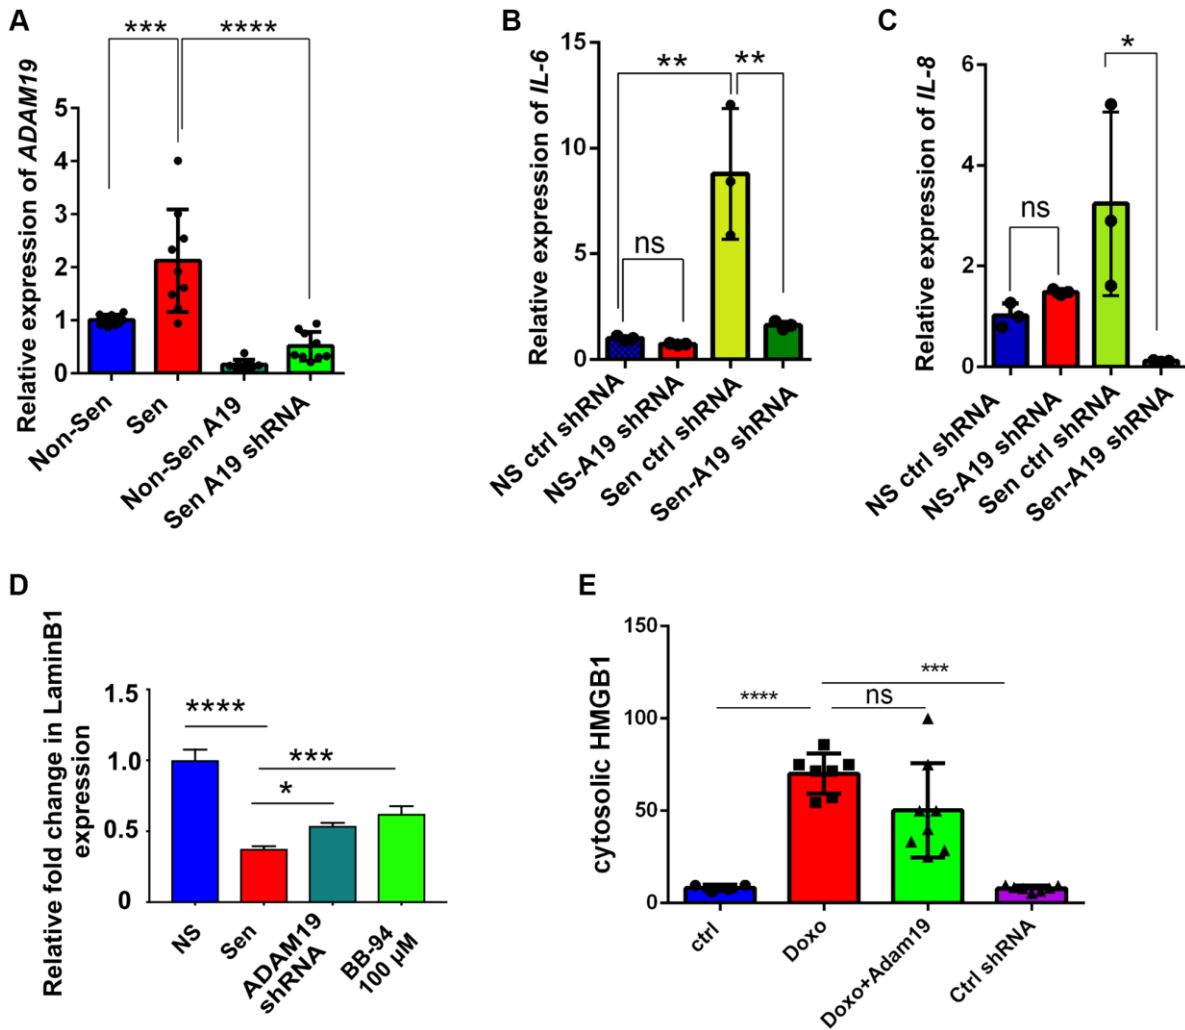 A
*** ****
Relative expression of ADAM19
5
4
3
2
1
0
Non-Sen
Sen
Non-Sen A19
Sen A19 shRNA
B
** **
ns
Relative expression of IL-6
15
10
5
0
NS ctrl shRNA
NS-A19 shRNA
Sen ctrl shRNA
Sen-A19 shRNA
C
*
ns
Relative expression of IL-8
6
4
2
0
NS ctrl shRNA
NS-A19 shRNA
Sen ctrl shRNA
Sen-A19 shRNA
D
Relative fold change in LaminB1
expression
1.5
1.0
0.5
0
****
***
*
NS
Sen
ADAM19
shRNA
BB-94
100 µM
E
cytosolic HMGB1
150
100
50
0
***
**** ns
ctrl
Doxo
Doxo+Adam19
Ctrl shRNA